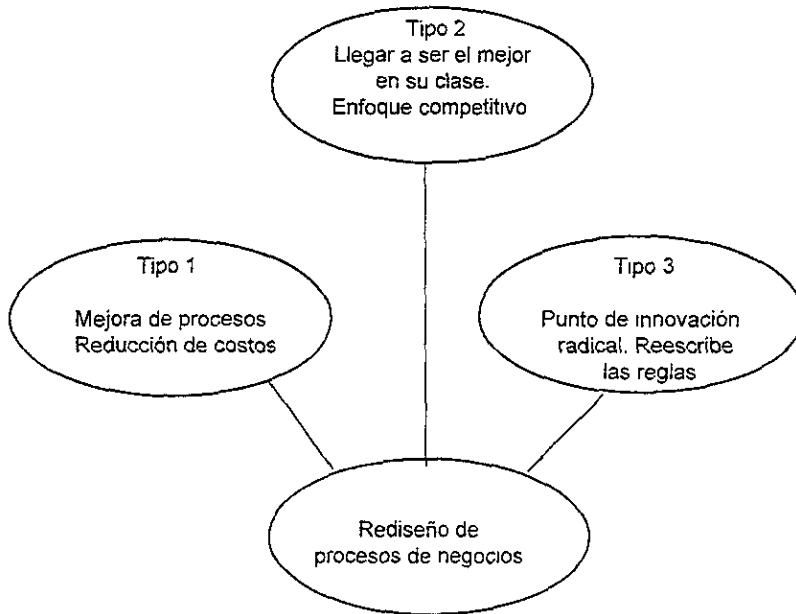 Tipo 2
Llegar a ser el mejor
en su clase.
Enfoque competitivo
Tipo 1
Mejora de procesos
Reducción de costos
Tipo 3
Punto de innovación
radical. Reescribe
las reglas
Rediseño de
procesos de negocios